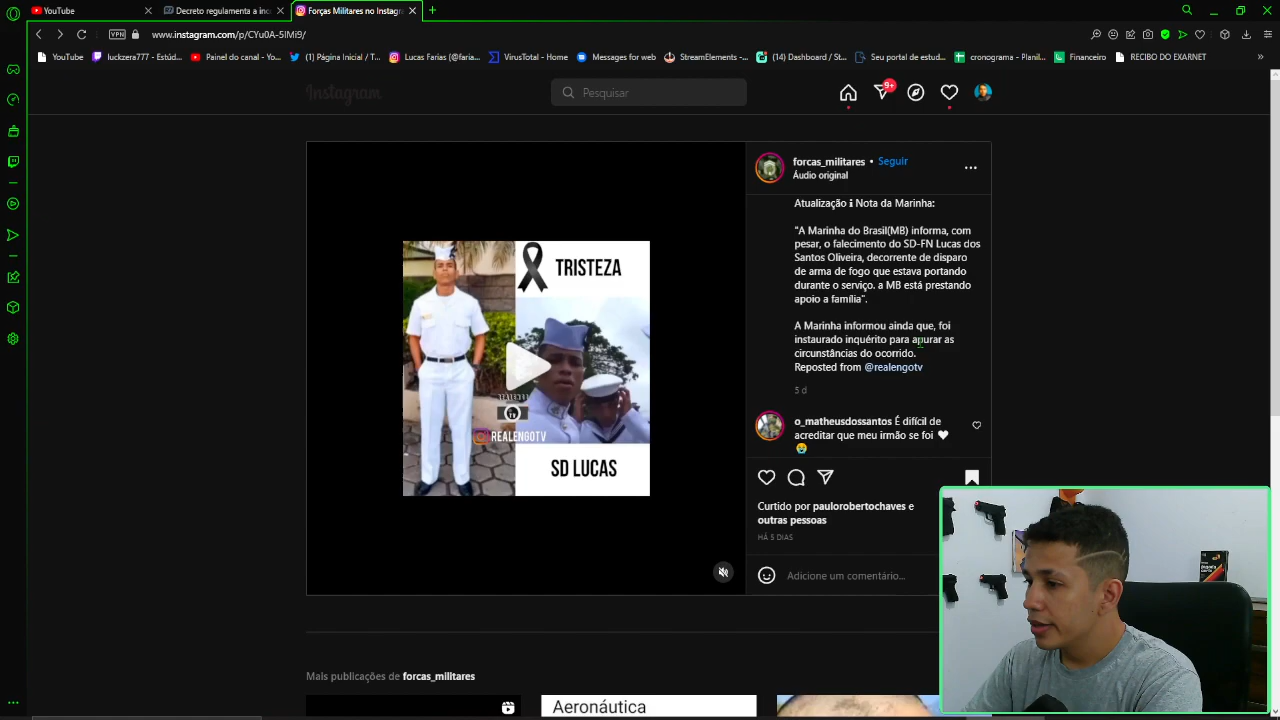 YouTube
Decreto regulamenta a inc
Forças Militares no Instagr
VPN
www.instagram.com/p/CYu0A-5IMi9/
YouTube
luckzera777 - Estúd...
Painel do canal - Yo...
(1) Página Inicial / T...
Lucas Farias (@faria...
VirusTotal - Home
Messages for web
StreamElements -...
(14) Dashboard / St...
Seu portal de estud...
cronograma - Planil...
Financeiro
RECIBO DO EXARNET
Instagram
Pesquisar
9+
forcas_militares • Seguir
Áudio original
Atualização ℹ Nota da Marinha:
“A Marinha do Brasil(MB) informa, com
pesar, o falecimento do SD-FN Lucas dos
Santos Oliveira, decorrente de disparo
de arma de fogo que estava portando
durante o serviço. a MB está prestando
apoio a família”.
A Marinha informou ainda que, foi
instaurado inquérito para apurar as
circunstâncias do ocorrido.
Reposted from @realengotv
5 d
o_matheusdossantos É difícil de
acreditar que meu irmão se foi 🤍
😭
Curtido por paulorobertochaves e
outras pessoas
HÁ 5 DIAS
Adicione um comentário...
TRISTEZA
REALENGOTV
SD LUCAS
Mais publicações de forcas_militares
Aeronáutica